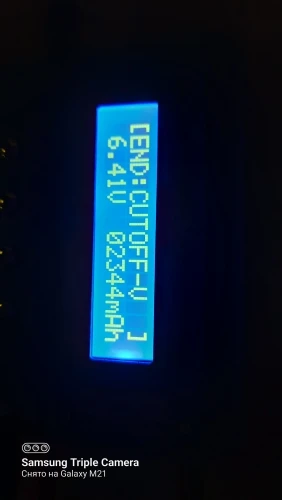 [END:CUTOFF-V ]
6.41V 02344mAh
Samsung Triple Camera
Снято на Galaxy M21